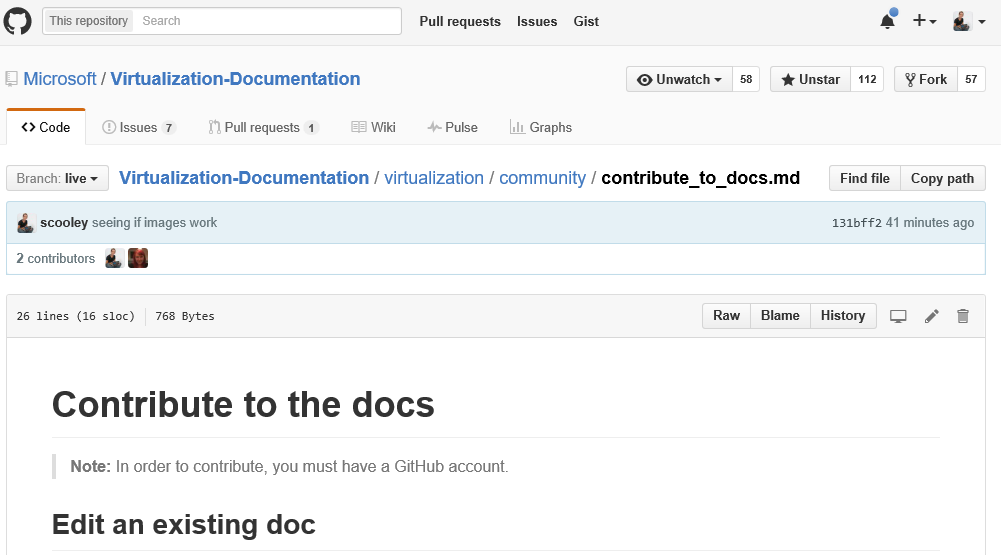 This repository Search Pull requests Issues Gist
Microsoft / Virtualization-Documentation Unwatch 58 Unstar 112 Fork 57
Code Issues 7 Pull requests 1 Wiki Pulse Graphs
Branch: live Virtualization-Documentation / virtualization / community / contribute_to_docs.md Find file Copy path
scooley seeing if images work 131bff2 41 minutes ago
2 contributors
26 lines (16 sloc) 768 Bytes Raw Blame History
Contribute to the docs
Note: In order to contribute, you must have a GitHub account.
Edit an existing doc